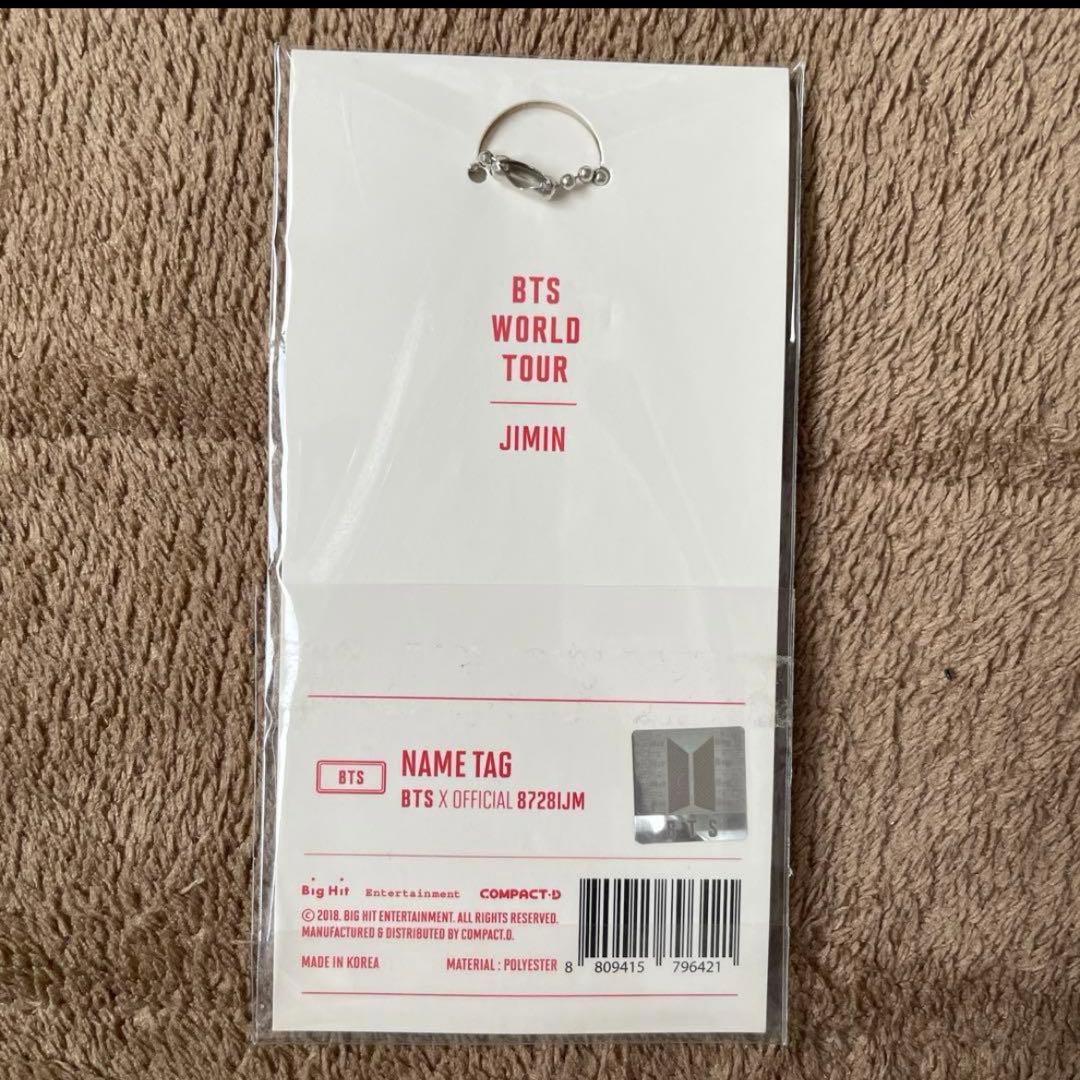 BTS
WORLD
TOUR
JIMIN
BTS
NAME TAG
BTS X OFFICIAL 8728IJM
BTS
Big Hit Entertainment COMPACT·D
© 2018. BIG HIT ENTERTAINMENT. ALL RIGHTS RESERVED.
MANUFACTURED & DISTRIBUTED BY COMPACT.D.
MADE IN KOREA MATERIAL : POLYESTER
8 809415 796421